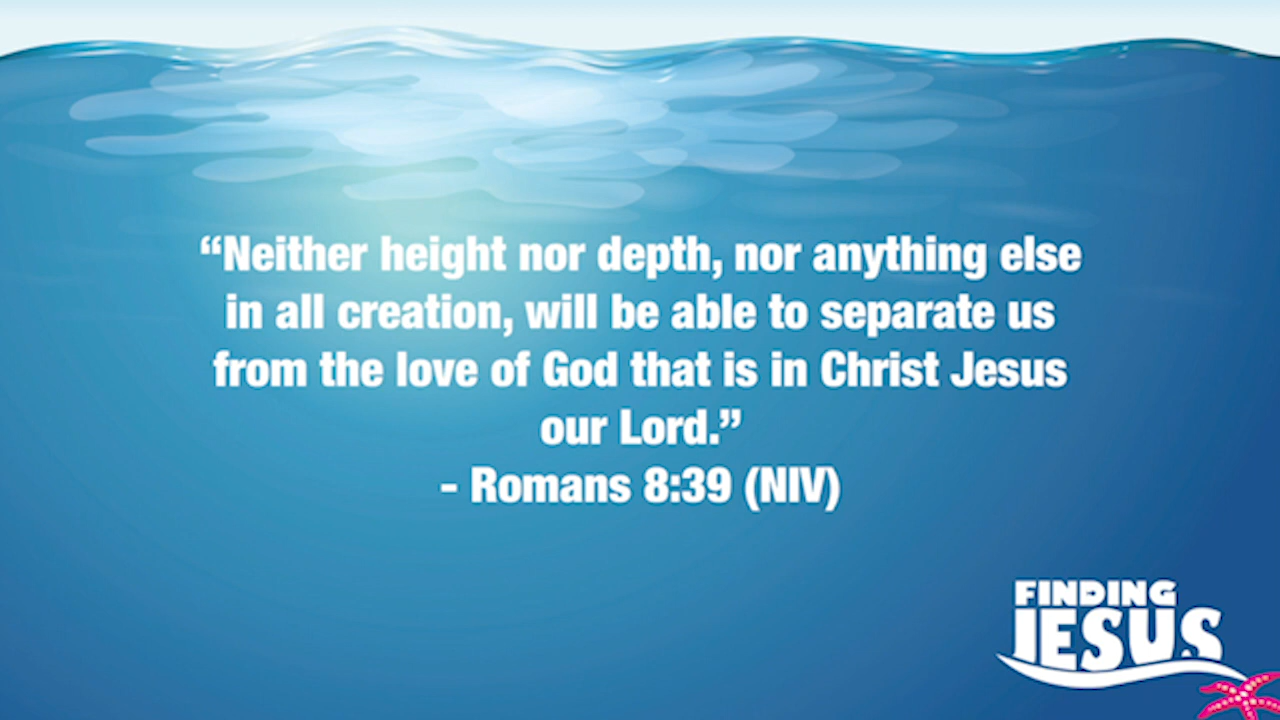 “Neither height nor depth, nor anything else
in all creation, will be able to separate us
from the love of God that is in Christ Jesus
our Lord.”
- Romans 8:39 (NIV)
FINDING
JESUS